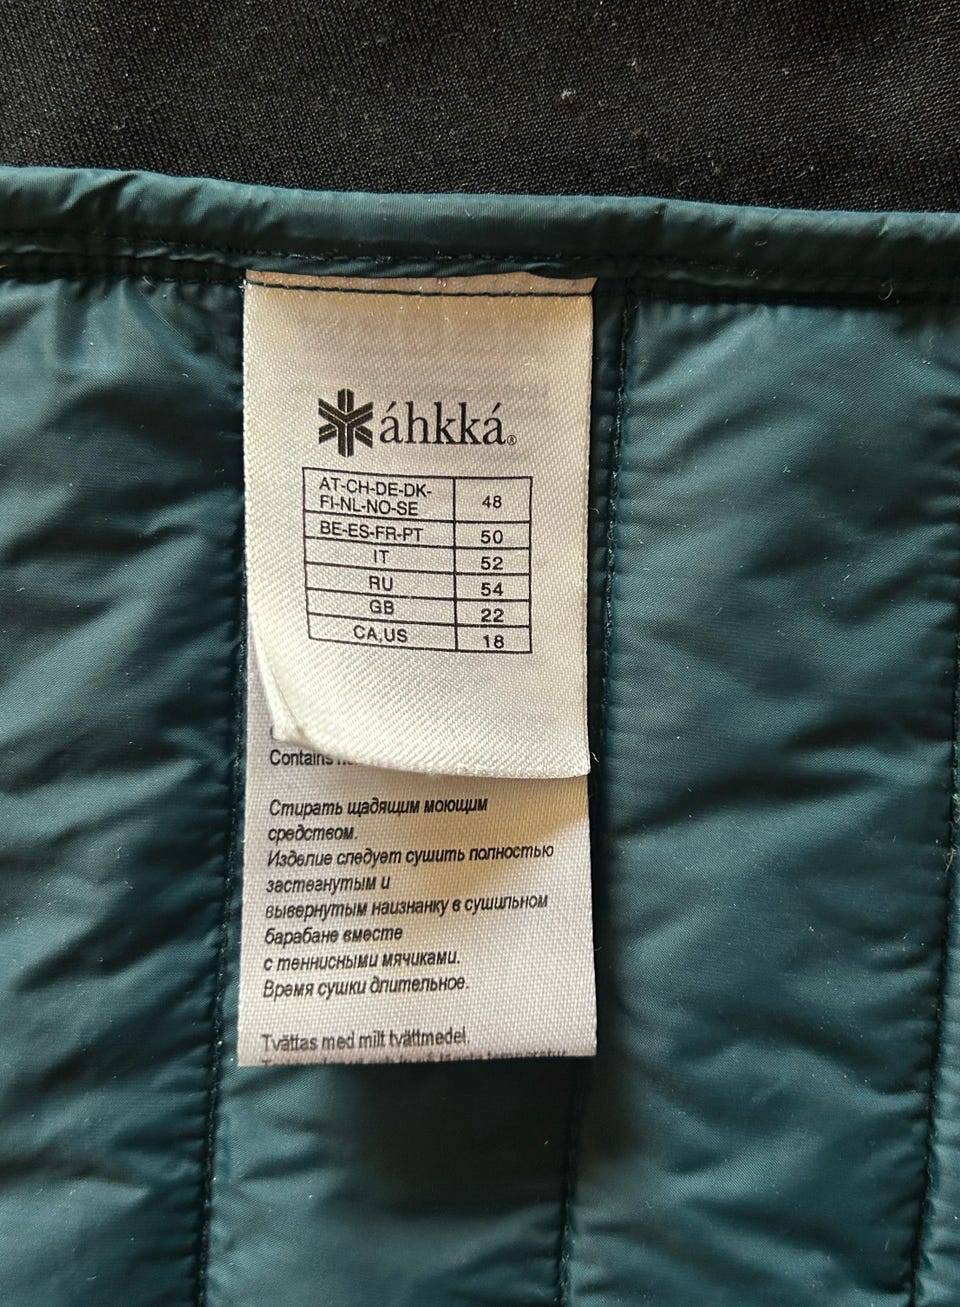 áhkká®
AT-CH-DE-DK-
FI-NL-NO-SE 48
BE-ES-FR-PT 50
IT 52
RU 54
GB 22
CA,US 18
Contains
Стирать щадящим моющим
средством.
Изделие следует сушить полностью
застегнутым и
вывернутым наизнанку в сушильном
барабане вместе
с теннисными мячиками.
Время сушки длительное.
Tvättas med milt tvättmedel.